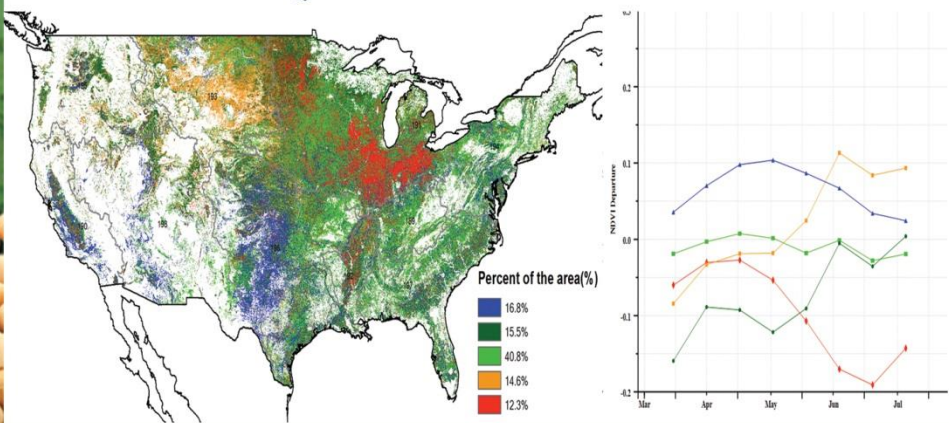 Percent of the area(%)
16.8%
15.5%
40.8%
14.6%
12.3%
193
NDVI Departure
0.2
0.1
0.0
-0.1
-0.2
Mar
Apr
May
Jun
Jul